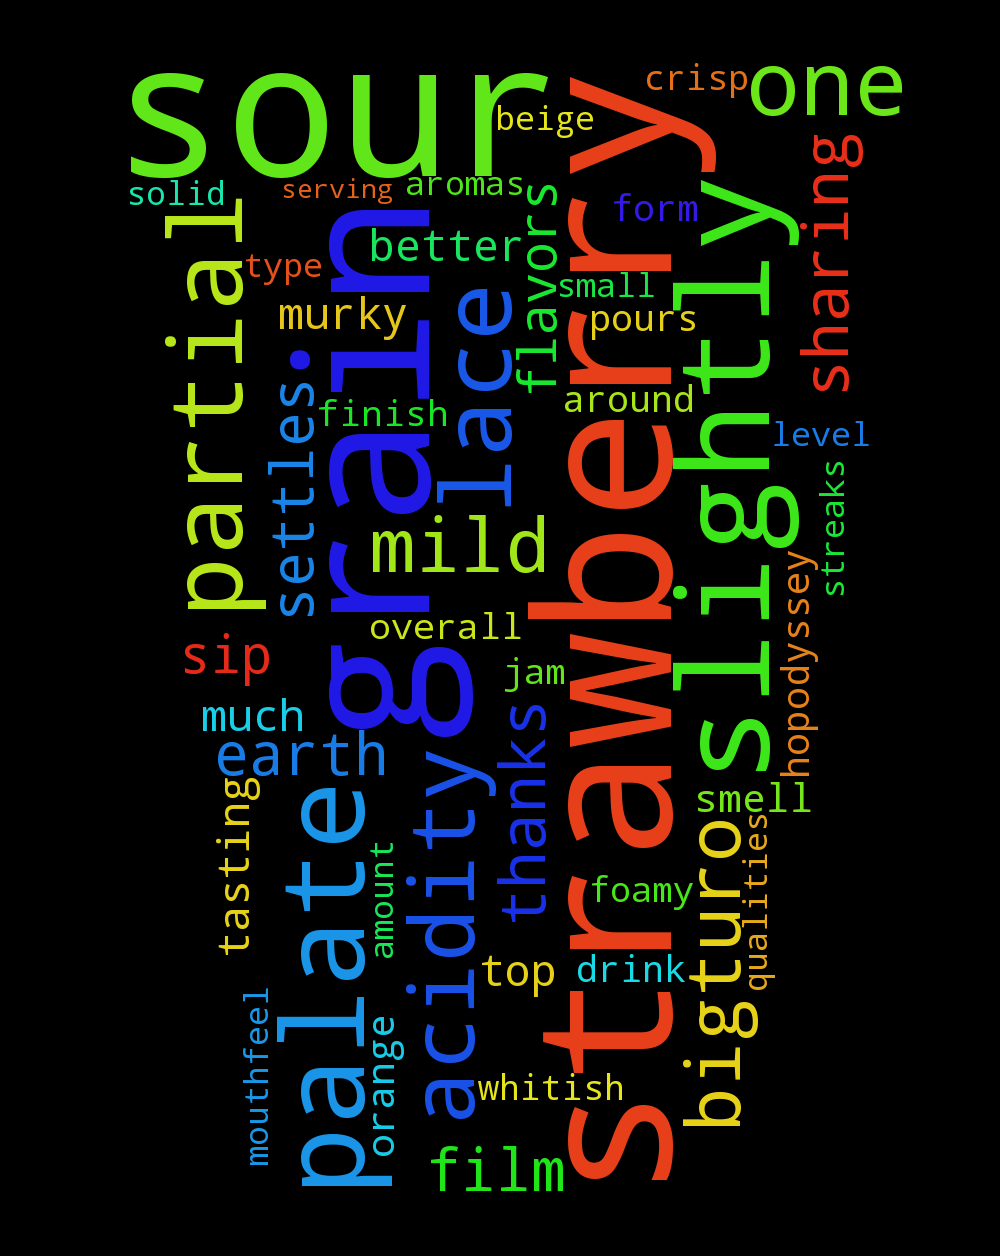 sour
one
crisp
beige
strawberry
sharing
solid
serving
aromas
form
partial
grain
flavors
slightly
better
type
small
murky
lace
pours
settles
finish
around
level
streaks
mild
hopodyssey
overall
sip
jam
much
thanks
earth
acidity
smell
tasting
palate
amount
bigturo
qualities
foamy
top
drink
mouthfeel
orange
whitish
film